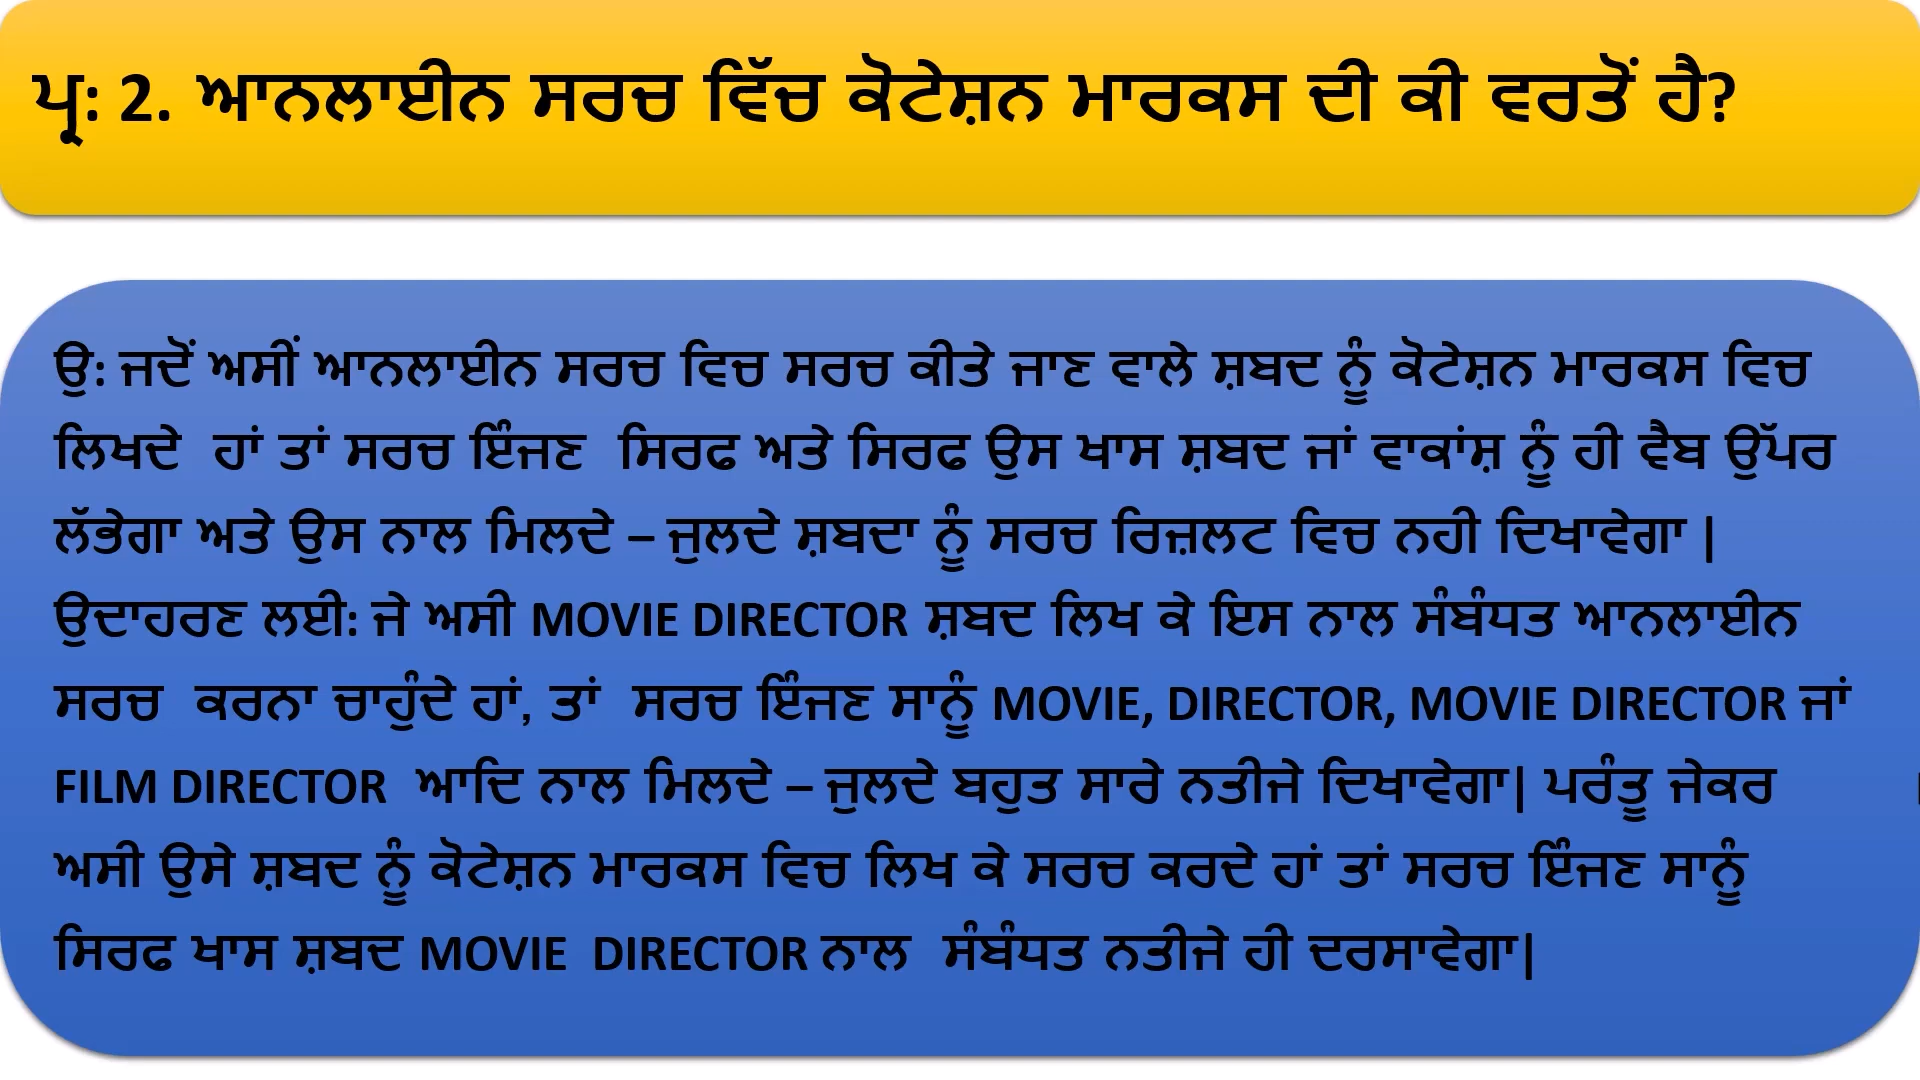 ਪ੍ਰ: 2. ਆਨਲਾਈਨ ਸਰਚ ਵਿੱਚ ਕੋਟੇਸ਼ਨ ਮਾਰਕਸ ਦੀ ਕੀ ਵਰਤੋਂ ਹੈ?
ਉ: ਜਦੋਂ ਅਸੀਂ ਆਨਲਾਈਨ ਸਰਚ ਵਿਚ ਸਰਚ ਕੀਤੇ ਜਾਣ ਵਾਲੇ ਸ਼ਬਦ ਨੂੰ ਕੋਟੇਸ਼ਨ ਮਾਰਕਸ ਵਿਚ
ਲਿਖਦੇ ਹਾਂ ਤਾਂ ਸਰਚ ਇੰਜਣ ਸਿਰਫ ਅਤੇ ਸਿਰਫ ਉਸ ਖਾਸ ਸ਼ਬਦ ਜਾਂ ਵਾਕਾਂਸ਼ ਨੂੰ ਹੀ ਵੈਬ ਉੱਪਰ
ਲੱਭੇਗਾ ਅਤੇ ਉਸ ਨਾਲ ਮਿਲਦੇ – ਜੁਲਦੇ ਸ਼ਬਦਾ ਨੂੰ ਸਰਚ ਰਿਜ਼ਲਟ ਵਿਚ ਨਹੀ ਦਿਖਾਵੇਗਾ |
ਉਦਾਹਰਣ ਲਈ: ਜੇ ਅਸੀ MOVIE DIRECTOR ਸ਼ਬਦ ਲਿਖ ਕੇ ਇਸ ਨਾਲ ਸੰਬੰਧਤ ਆਨਲਾਈਨ
ਸਰਚ ਕਰਨਾ ਚਾਹੁੰਦੇ ਹਾਂ, ਤਾਂ ਸਰਚ ਇੰਜਣ ਸਾਨੂੰ MOVIE, DIRECTOR, MOVIE DIRECTOR ਜਾਂ
FILM DIRECTOR ਆਦਿ ਨਾਲ ਮਿਲਦੇ – ਜੁਲਦੇ ਬਹੁਤ ਸਾਰੇ ਨਤੀਜੇ ਦਿਖਾਵੇਗਾ| ਪਰੰਤੂ ਜੇਕਰ
ਅਸੀ ਉਸੇ ਸ਼ਬਦ ਨੂੰ ਕੋਟੇਸ਼ਨ ਮਾਰਕਸ ਵਿਚ ਲਿਖ ਕੇ ਸਰਚ ਕਰਦੇ ਹਾਂ ਤਾਂ ਸਰਚ ਇੰਜਣ ਸਾਨੂੰ
ਸਿਰਫ ਖਾਸ ਸ਼ਬਦ MOVIE DIRECTOR ਨਾਲ ਸੰਬੰਧਤ ਨਤੀਜੇ ਹੀ ਦਰਸਾਵੇਗਾ|